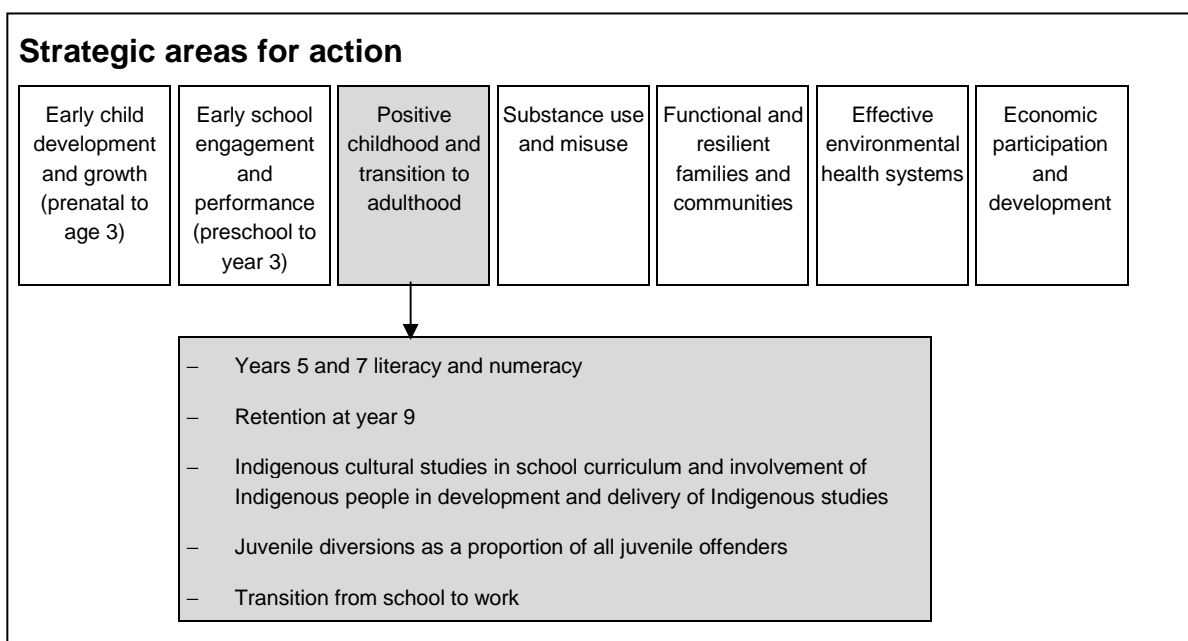 Strategic areas for action
Early child
development
and growth
(prenatal to
age 3)
Early school
engagement
and
performance
(preschool to
year 3)
Positive
childhood and
transition to
adulthood
Substance use
and misuse
Functional and
resilient
families and
communities
Effective
environmental
health systems
Economic
participation
and
development
– Years 5 and 7 literacy and numeracy
– Retention at year 9
– Indigenous cultural studies in school curriculum and involvement of
Indigenous people in development and delivery of Indigenous studies
– Juvenile diversions as a proportion of all juvenile offenders
– Transition from school to work